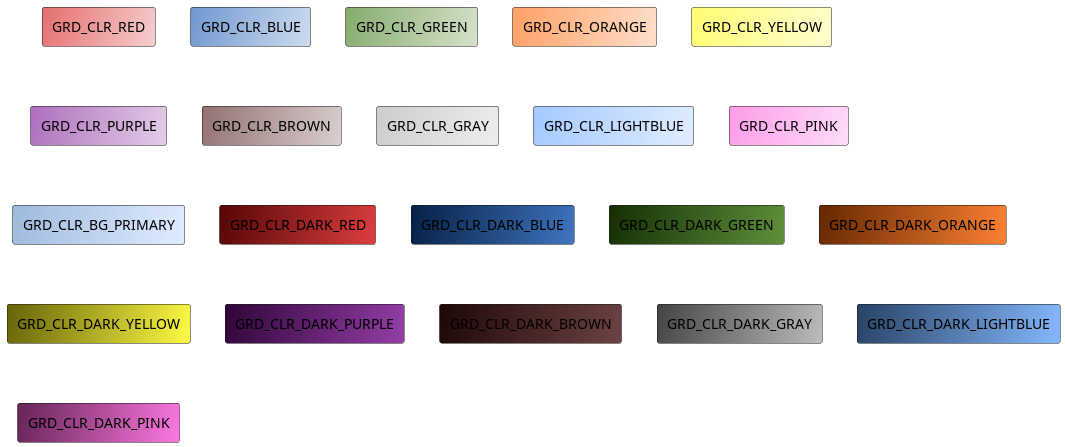 GRD_CLR_RED
GRD_CLR_BLUE
GRD_CLR_GREEN
GRD_CLR_ORANGE
GRD_CLR_YELLOW
GRD_CLR_PURPLE
GRD_CLR_BROWN
GRD_CLR_GRAY
GRD_CLR_LIGHTBLUE
GRD_CLR_PINK
GRD_CLR_BG_PRIMARY
GRD_CLR_DARK_RED
GRD_CLR_DARK_BLUE
GRD_CLR_DARK_GREEN
GRD_CLR_DARK_ORANGE
GRD_CLR_DARK_YELLOW
GRD_CLR_DARK_PURPLE
GRD_CLR_DARK_BROWN
GRD_CLR_DARK_GRAY
GRD_CLR_DARK_LIGHTBLUE
GRD_CLR_DARK_PINK